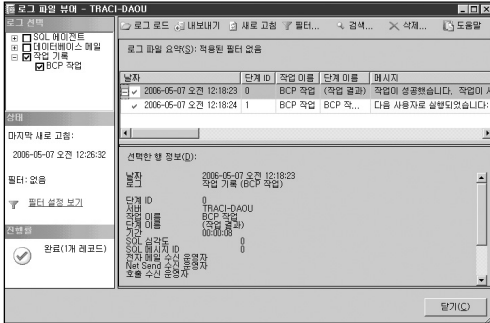 로그 파일 뷰어 - TRACI-DAOU
로그 선택
SQL 에이전트
데이터베이스 메일
작업 기록
BCP 작업
상태
마지막 새로 고침:
2006-05-07 오전 12:26:32
필터: 없음
필터 설정 보기
진행률
완료(1개 레코드)
로그 로드 내보내기 새로 고침 필터... 검색... 삭제... 도움말
로그 파일 요약(S): 적용된 필터 없음
날짜 단계 ID 작업 이름 단계 이름 메시지
2006-05-07 오전 12:18:23 0 BCP 작업 (작업 결과) 작업이 성공했습니다. 작업이 사
2006-05-07 오전 12:18:24 1 BCP 작업 BCP 작... 다음 사용자로 실행되었습니다:
선택한 행 정보(D):
날짜 2006-05-07 오전 12:18:23
로그 작업 기록 (BCP 작업)
단계 ID 0
서버 TRACI-DAOU
작업 이름 BCP 작업
단계 이름 (작업 결과)
기간 00:00:08
SQL 심각도 0
SQL 메시지 ID 0
전자 메일 수신 운영자
Net Send 수신 운영자
호출 수신 운영자
닫기(C)